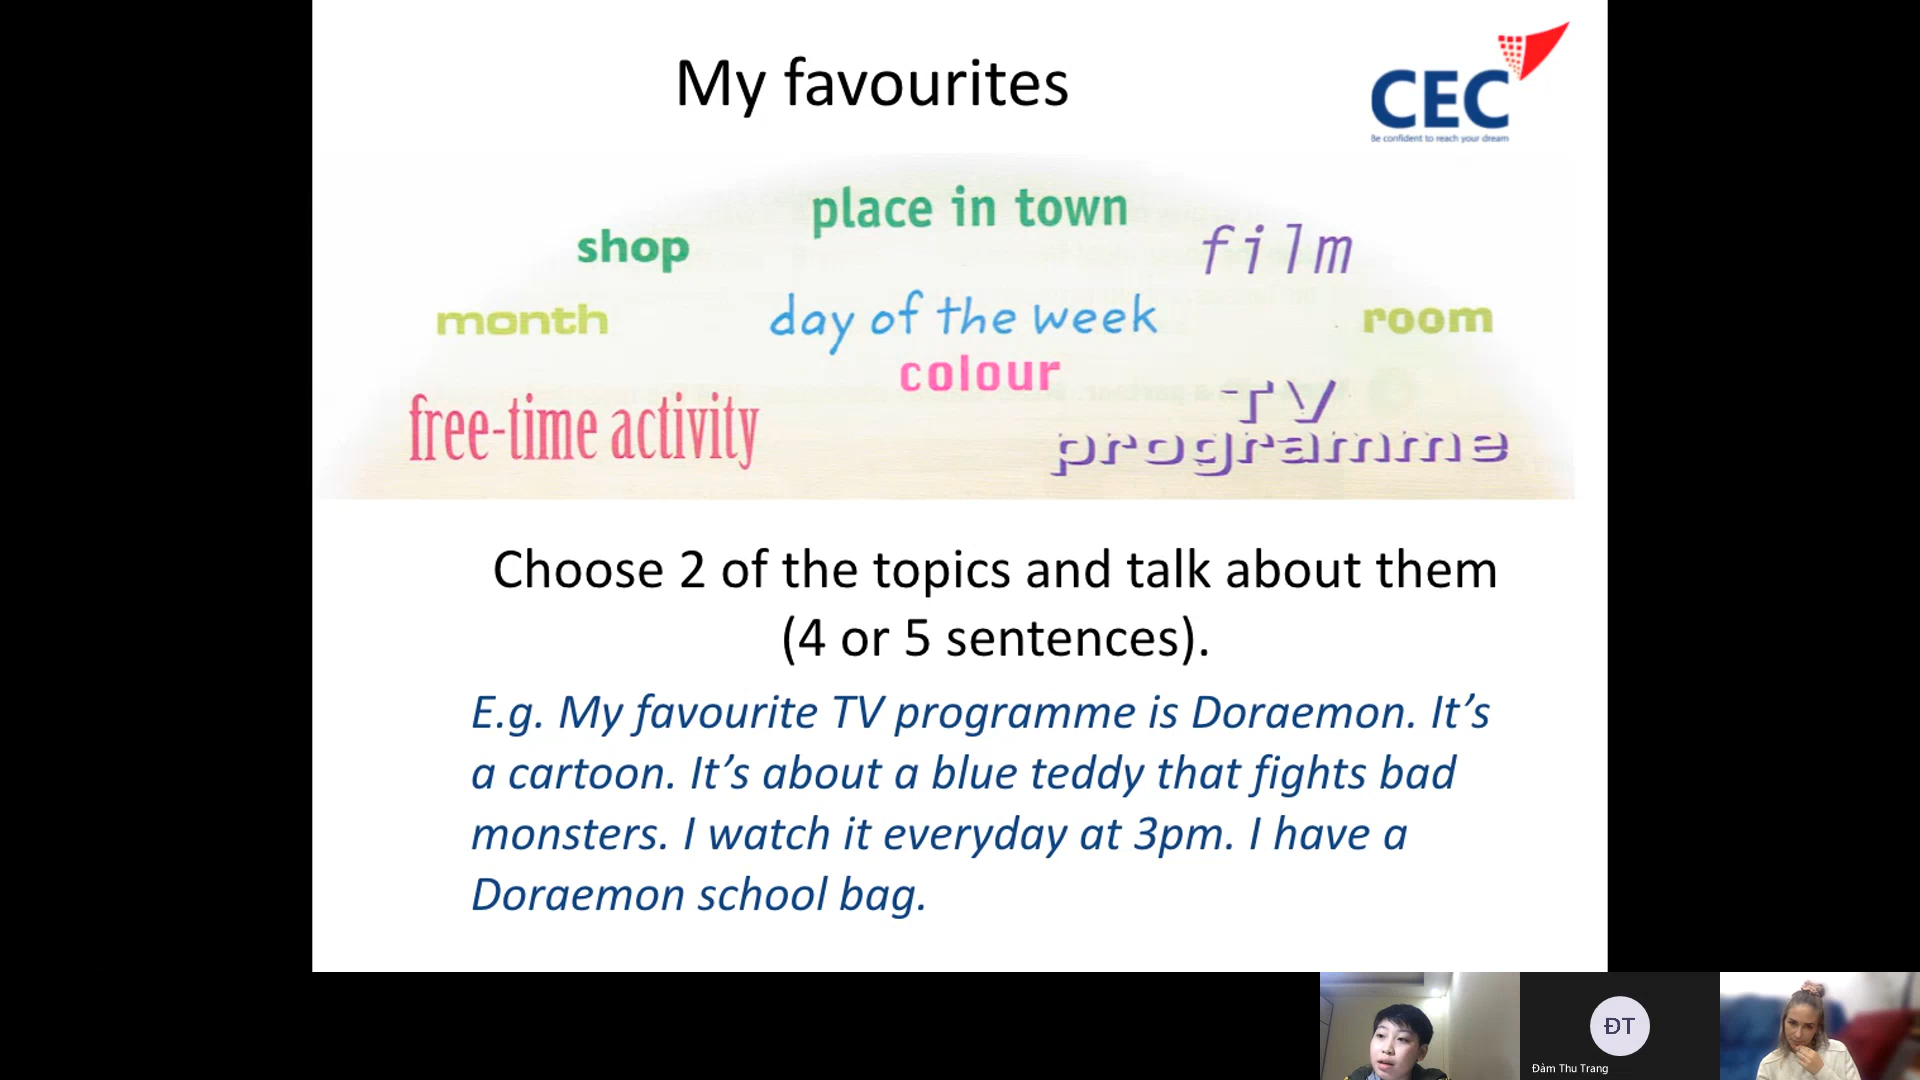 My favourites
CEC
Be confident to reach your dream
place in town
shop
film
month
day of the week
room
colour
free-time activity
TV
programme
Choose 2 of the topics and talk about them
(4 or 5 sentences).
E.g. My favourite TV programme is Doraemon. It’s
a cartoon. It’s about a blue teddy that fights bad
monsters. I watch it everyday at 3pm. I have a
Doraemon school bag.
ĐT
Đàm Thu Trang